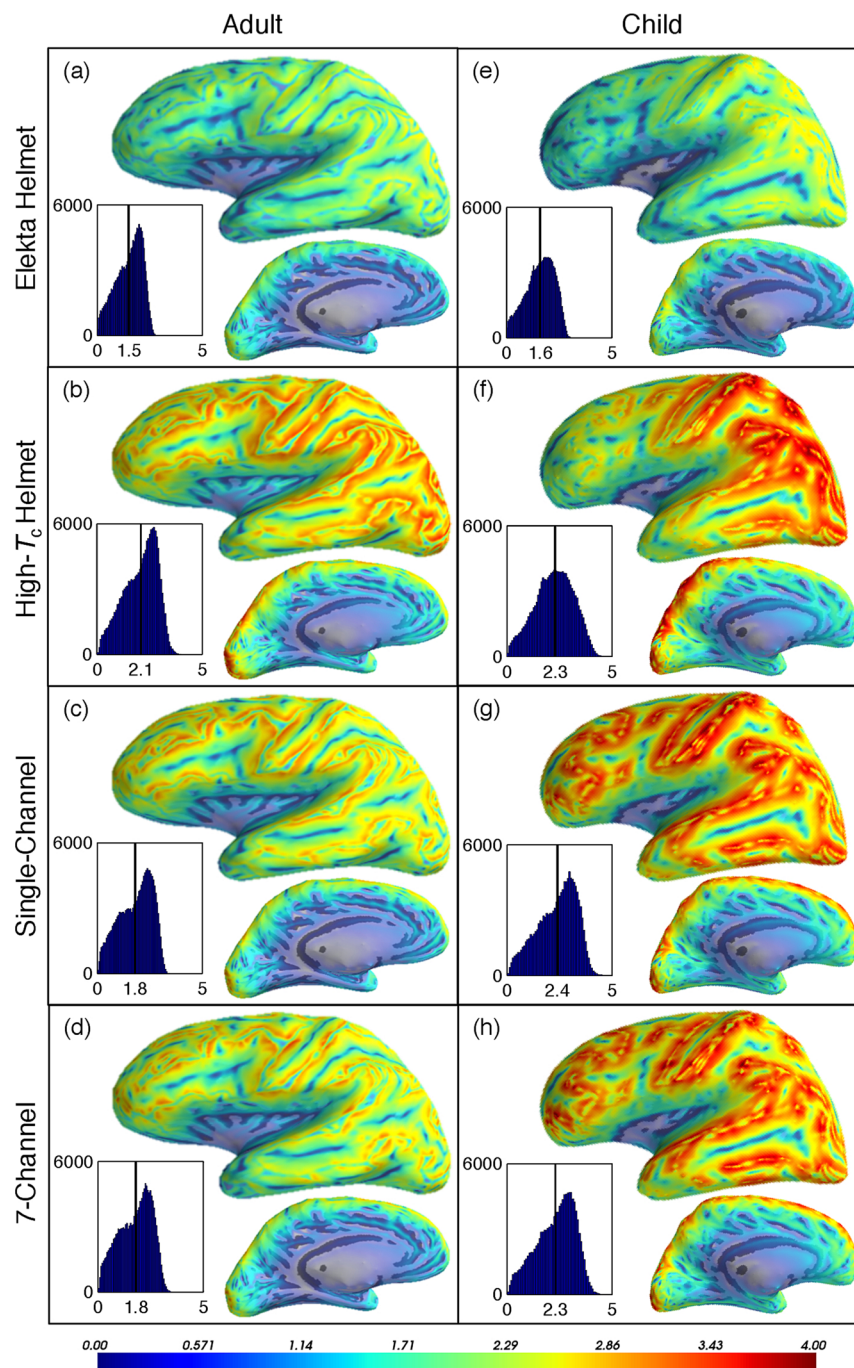 Adult
Child
Elekta Helmet
(a)
6000
0
0 1.5 5
(e)
6000
0
0 1.6 5
High-Tc Helmet
(b)
6000
0
0 2.1 5
(f)
6000
0
0 2.3 5
Single-Channel
(c)
6000
0
0 1.8 5
(g)
6000
0
0 2.4 5
7-Channel
(d)
6000
0
0 1.8 5
(h)
6000
0
0 2.3 5
0.00 0.571 1.14 1.71 2.29 2.86 3.43 4.00